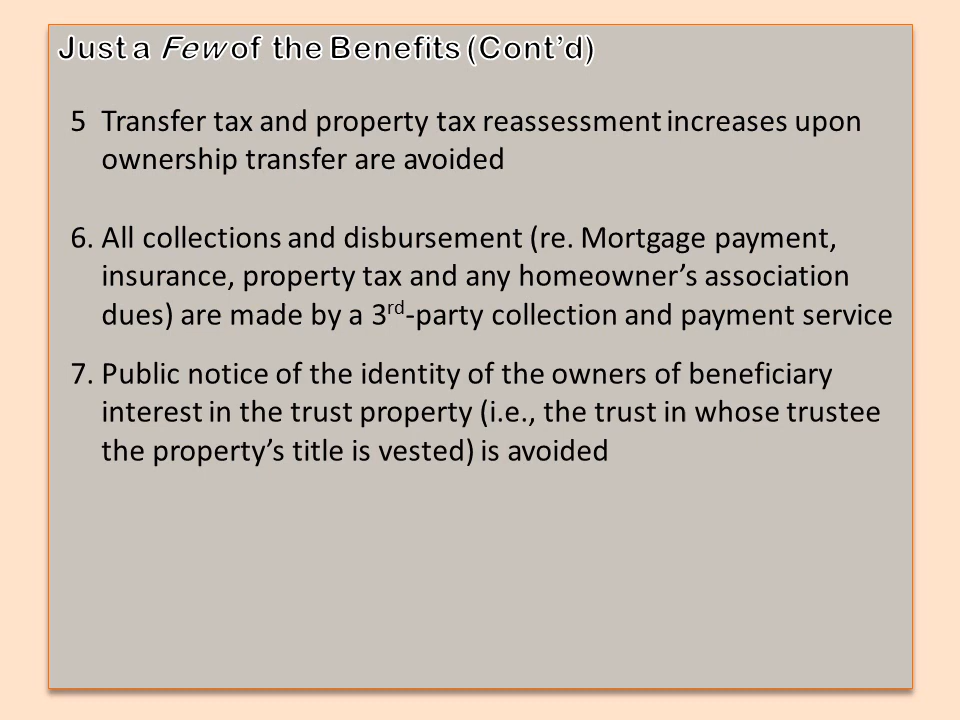 Just a Few of the Benefits (Cont’d)
5 Transfer tax and property tax reassessment increases upon
ownership transfer are avoided
6. All collections and disbursement (re. Mortgage payment,
insurance, property tax and any homeowner’s association
dues) are made by a 3rd-party collection and payment service
7. Public notice of the identity of the owners of beneficiary
interest in the trust property (i.e., the trust in whose trustee
the property’s title is vested) is avoided